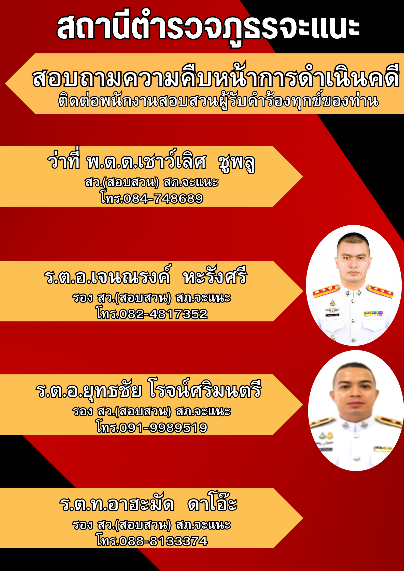 สถานีตำรวจภูธรจะแนะ
สอบถามความคืบหน้าการดำเนินคดี
ติดต่อพนักงานสอบสวนผู้รับคำร้องทุกข์ของท่าน
ว่าที่ พ.ต.ต.เชาว์เลิศ ชูพลู
สว.(สอบสวน) สภ.จะแนะ
โทร.084-748689
ร.ต.อ.เจนณรงค์ หะรังศรี
รอง สว.(สอบสวน) สภ.จะแนะ
โทร.082-4817352
ร.ต.อ.ยุทธชัย โรจน์ศริมนตรี
รอง สว.(สอบสวน) สภ.จะแนะ
โทร.091-9989519
ร.ต.ท.อาฮะมัด ดาโอ๊ะ
รอง สว.(สอบสวน) สภ.จะแนะ
โทร.088-8133374